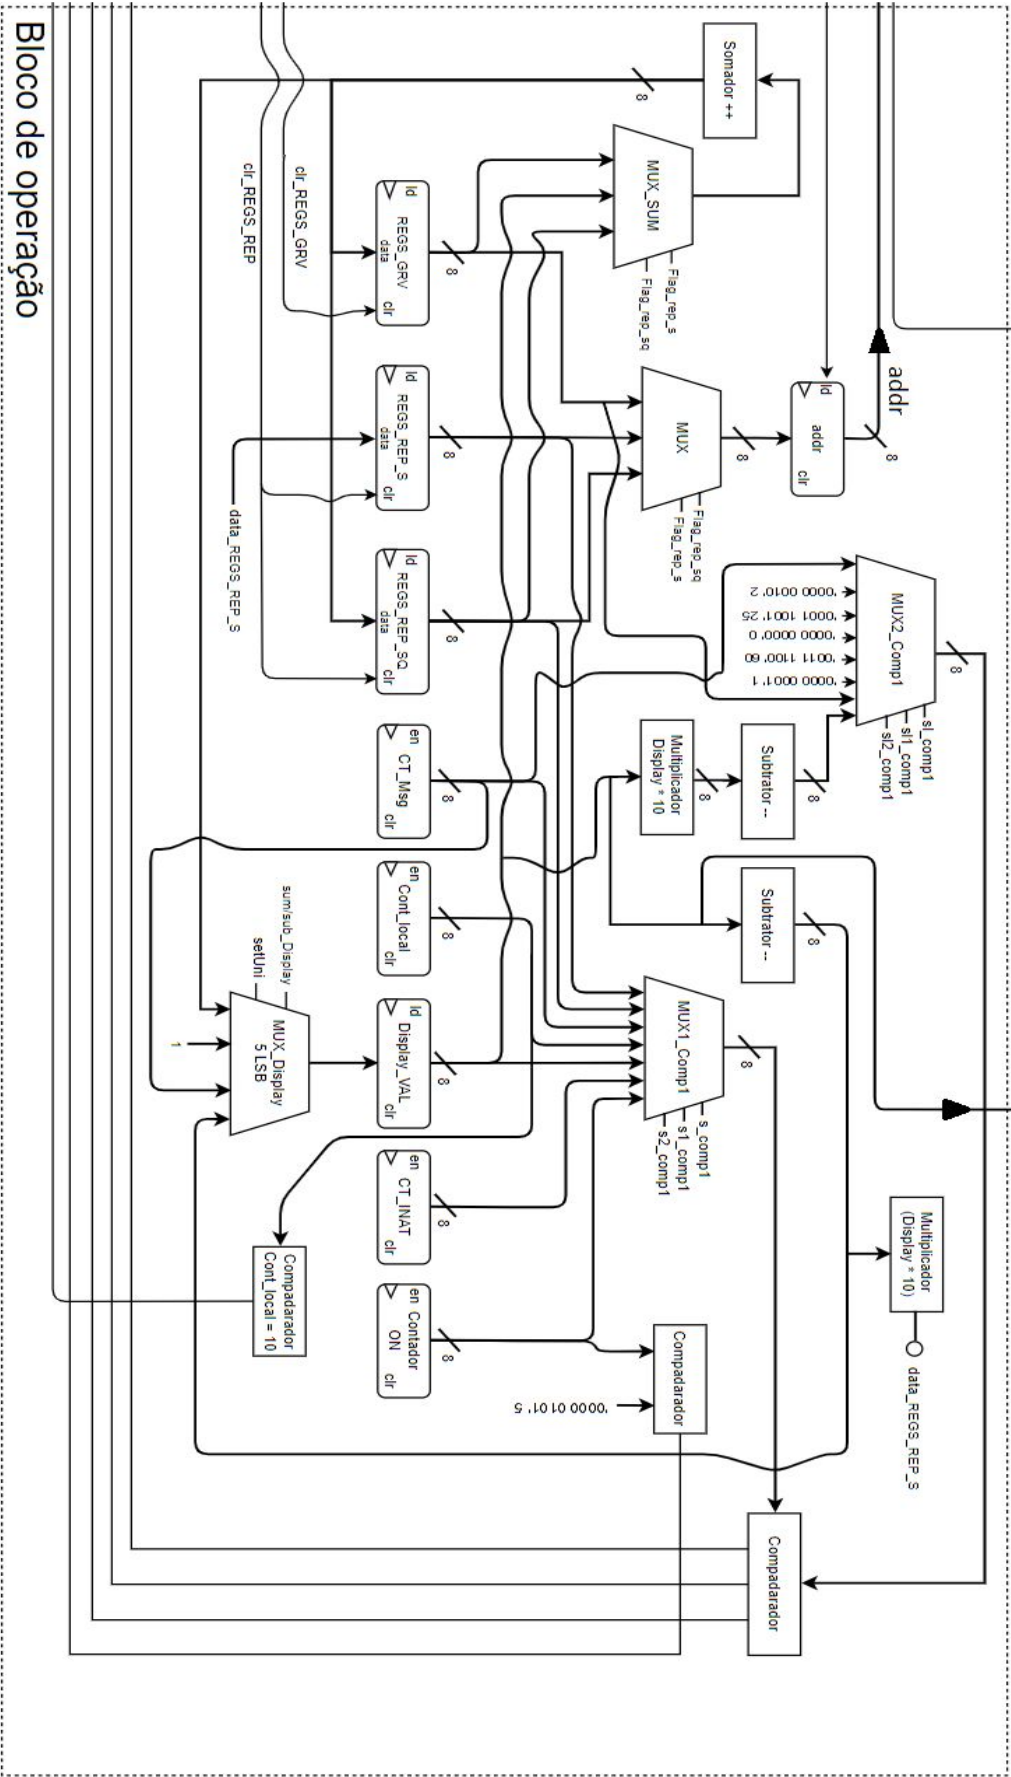 Bloco de operação
Somador ++
8
MUX_SUM
Flag_rep_s
Flag_rep_sq
clr_REGS_GRV
clr_REGS_REP
ld
REGS_GRV
data
clr
8
ld
REGS_REP_S
data
clr
8
data_REGS_REP_S
ld
REGS_REP_SQ
data
clr
8
MUX
Flag_rep_sq
Flag_rep_s
8
ld
addr
clr
8
addr
MUX2_Comp1
'0000 0010' 2
'0001 1001' 25
'0000 0000' 0
'0011 1100' 60
'0000 0001' 1
sl_comp1
sl1_comp1
sl2_comp1
8
Multiplicador
Display * 10
8
Subtrator --
8
Subtrator --
8
en
CT_Msg
clr
8
en
Cont_local
clr
8
ld
Display_VAL
clr
8
en
CT_INAT
clr
8
en
Contador
ON
clr
8
sum/sub_Display
setUni
1
MUX_Display
5 LSB
Compadarador
Cont_local = 10
MUX1_Comp1
s_comp1
s1_comp1
s2_comp1
8
Compadarador
'0000 0101' 5
Multiplicador
(Display * 10)
data_REGS_REP_S
Compadarador